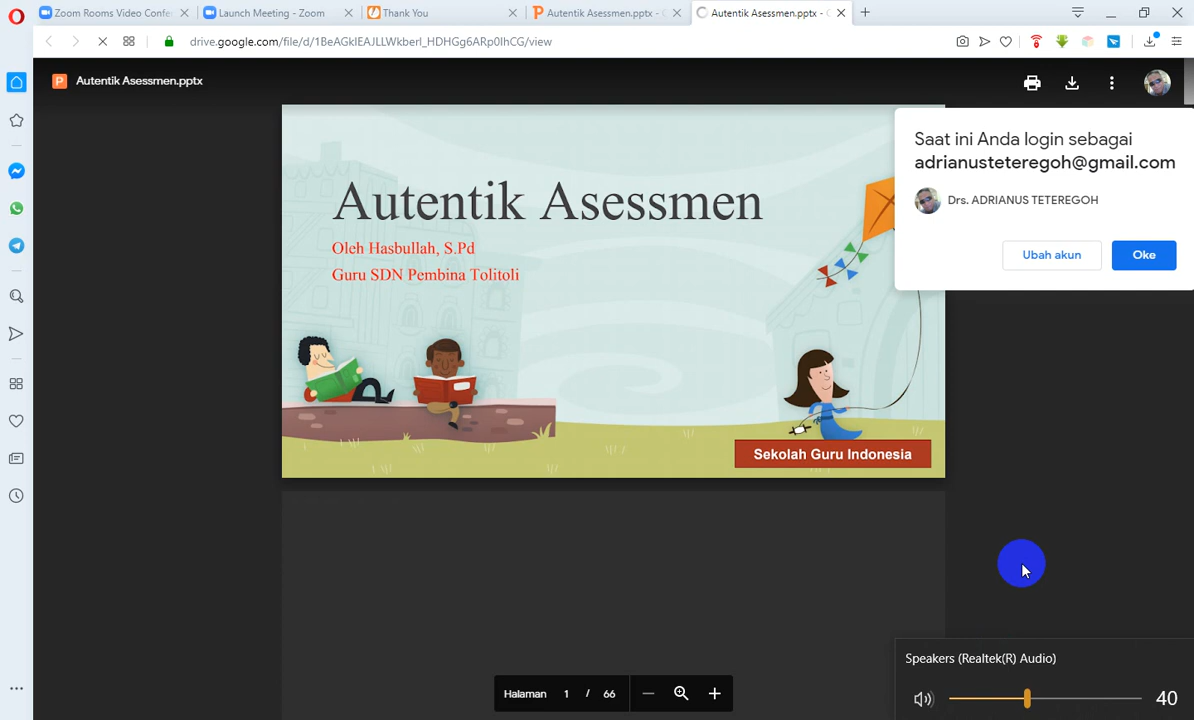 Zoom Rooms Video Confe
Launch Meeting - Zoom
Thank You
Autentik Asessmen.pptx -
Autentik Asessmen.pptx -
drive.google.com/file/d/1BeAGkIEAJLLWkberI_HDHGg6ARp0IhCG/view
Autentik Asessmen.pptx
Saat ini Anda login sebagai
adrianusteteregoh@gmail.com
Drs. ADRIANUS TETEREGOH
Ubah akun
Oke
Autentik Asessmen
Oleh Hasbullah, S.Pd
Guru SDN Pembina Tolitoli
Sekolah Guru Indonesia
Halaman 1 / 66
Speakers (Realtek(R) Audio)
40